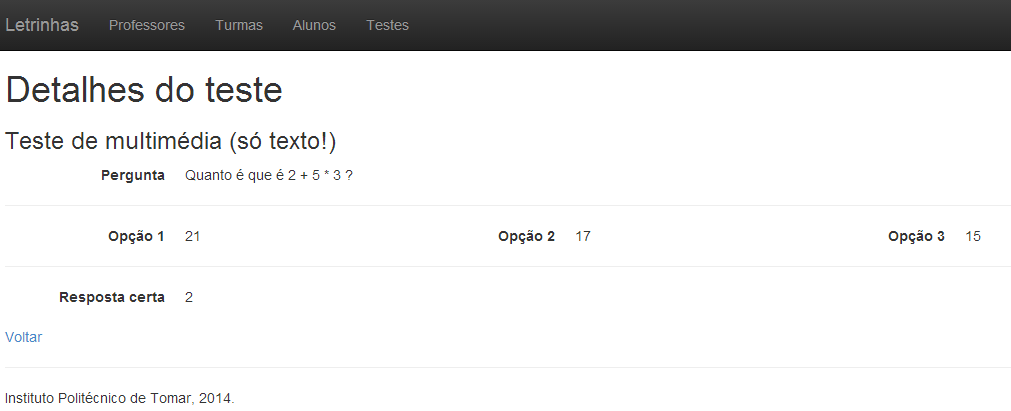 Letrinhas Professores Turmas Alunos Testes
Detalhes do teste
Teste de multimédia (só texto!)
Pergunta Quanto é que é 2 + 5 * 3 ?
Opção 1 21 Opção 2 17 Opção 3 15
Resposta certa 2
Voltar
Instituto Politécnico de Tomar, 2014.